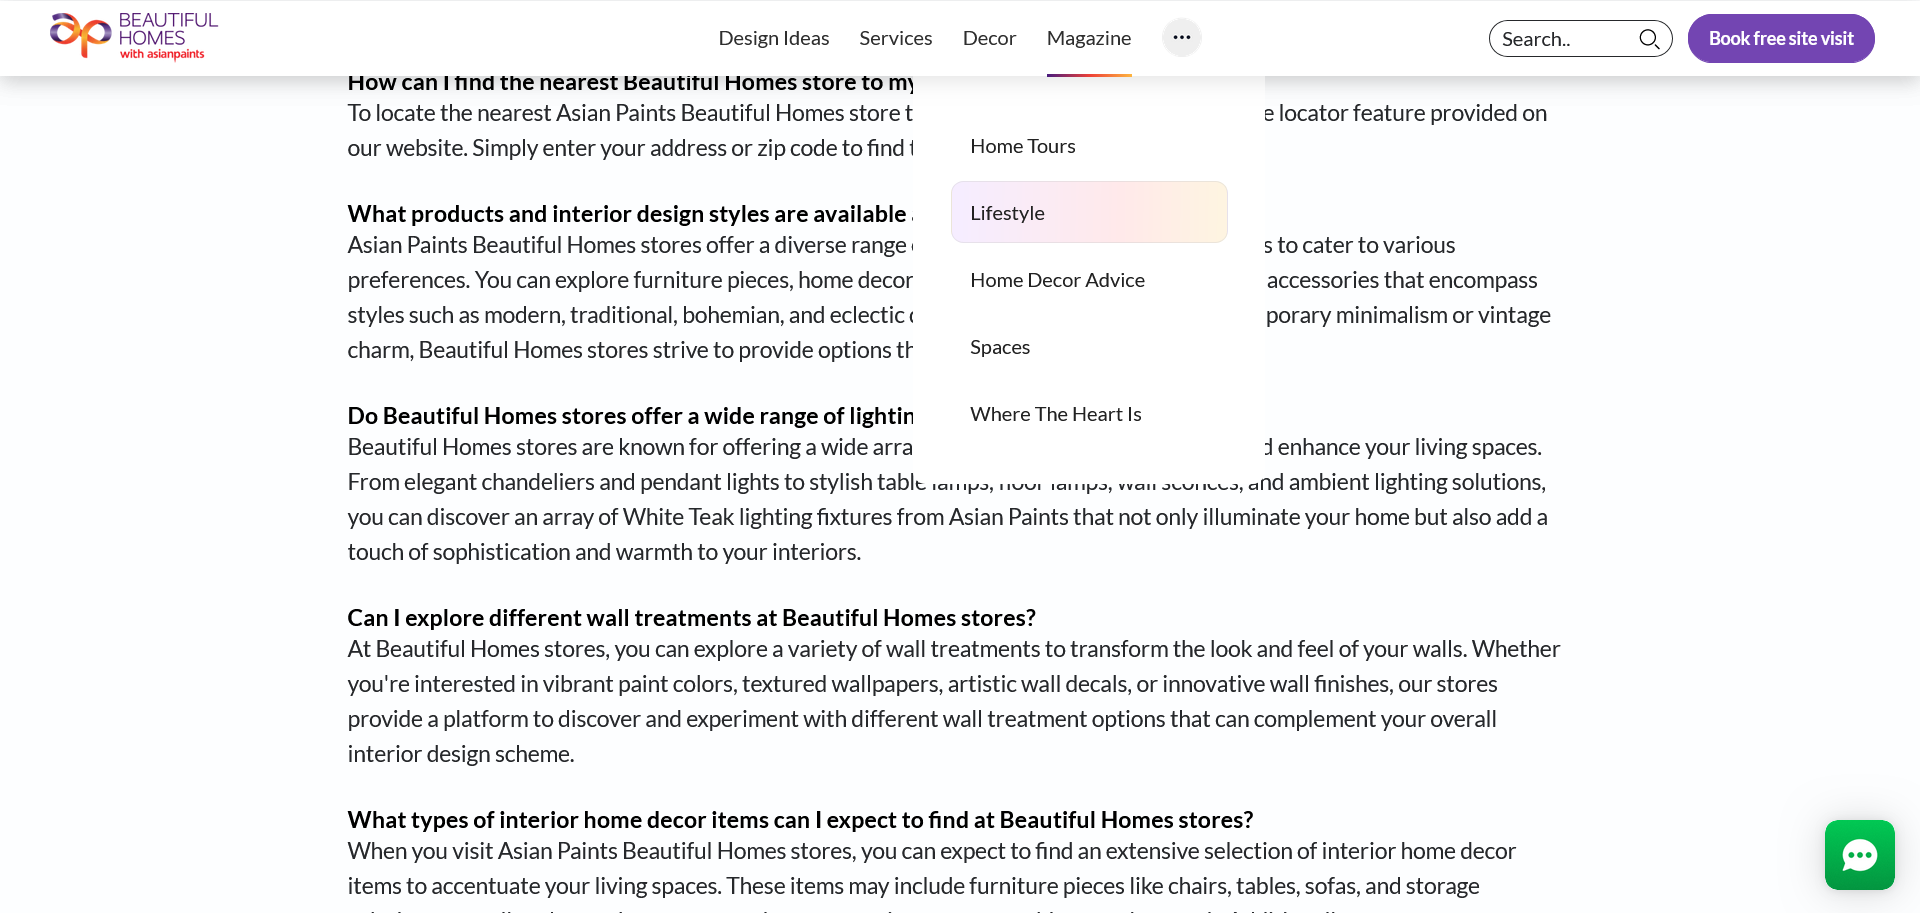 BEAUTIFUL
HOMES
with asianpaints
Design Ideas
Services
Decor
Magazine
Search..
Book free site visit
Home Tours
Lifestyle
Home Decor Advice
Spaces
Where The Heart Is
How can I find the nearest Beautiful Homes store to my
To locate the nearest Asian Paints Beautiful Homes store locator feature provided on
our website. Simply enter your address or zip code to find
What products and interior design styles are available
Asian Paints Beautiful Homes stores offer a diverse range to cater to various
preferences. You can explore furniture pieces, home decor accessories that encompass
styles such as modern, traditional, bohemian, and eclectic minimalism or vintage
charm, Beautiful Homes stores strive to provide options
Do Beautiful Homes stores offer a wide range of
Beautiful Homes stores are known for offering a wide enhance your living spaces.
From elegant chandeliers and pendant lights to stylish table lamps, floor lamps, wall sconces, and ambient lighting solutions,
you can discover an array of White Teak lighting fixtures from Asian Paints that not only illuminate your home but also add a
touch of sophistication and warmth to your interiors.
Can I explore different wall treatments at Beautiful Homes stores?
At Beautiful Homes stores, you can explore a variety of wall treatments to transform the look and feel of your walls. Whether
you're interested in vibrant paint colors, textured wallpapers, artistic wall decals, or innovative wall finishes, our stores
provide a platform to discover and experiment with different wall treatment options that can complement your overall
interior design scheme.
What types of interior home decor items can I expect to find at Beautiful Homes stores?
When you visit Asian Paints Beautiful Homes stores, you can expect to find an extensive selection of interior home decor
items to accentuate your living spaces. These items may include furniture pieces like chairs, tables, sofas, and storage